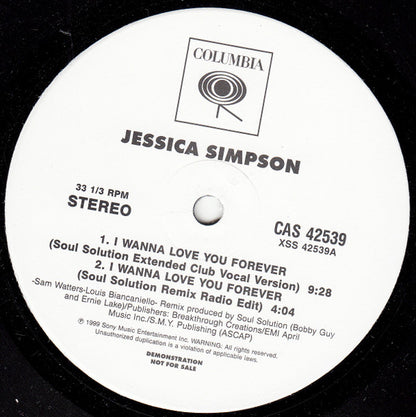 COLUMBIA
JESSICA SIMPSON
33 1/3 RPM
STEREO
CAS 42539
XSS 42539A
1. I WANNA LOVE YOU FOREVER
(Soul Solution Extended Club Vocal Version) 9:28
2. I WANNA LOVE YOU FOREVER
(Soul Solution Remix Radio Edit) 4:04
-Sam Watters-Louis Biancaniello- Remix produced by Soul Solution (Bobby Guy
and Ernie Lake)/Publishers: Breakthrough Creations/EMI April
Music Inc./S.M.Y. Publishing (ASCAP)
℗ 1999 Sony Music Entertainment Inc. WARNING: All rights reserved.
Unauthorized duplication is a violation of applicable laws.
DEMONSTRATION
NOT FOR SALE